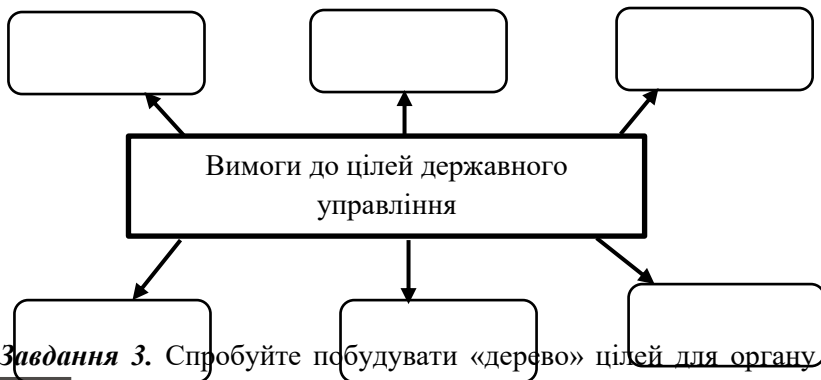 Вимоги до цілей державного
управління
Завдання 3. Спробуйте побудувати «дерево» цілей для органу